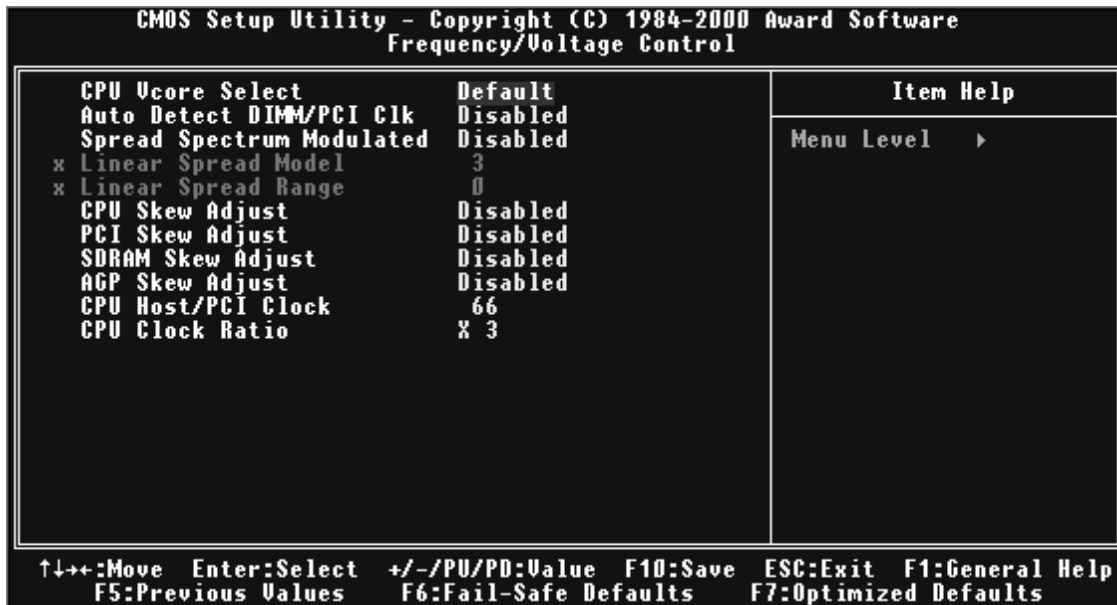 CMOS Setup Utility - Copyright (C) 1984-2000 Award Software
Frequency/Voltage Control
CPU Vcore Select Default
Auto Detect DIMM/PCI Clk Disabled
Spread Spectrum Modulated Disabled
x Linear Spread Model 3
x Linear Spread Range 0
CPU Skew Adjust Disabled
PCI Skew Adjust Disabled
SDRAM Skew Adjust Disabled
AGP Skew Adjust Disabled
CPU Host/PCI Clock 66
CPU Clock Ratio X 3
Item Help
Menu Level ▸
↑↓→←:Move Enter:Select +/-/PU/PD:Value F10:Save ESC:Exit F1:General Help
F5:Previous Values F6:Fail-Safe Defaults F7:Optimized Defaults